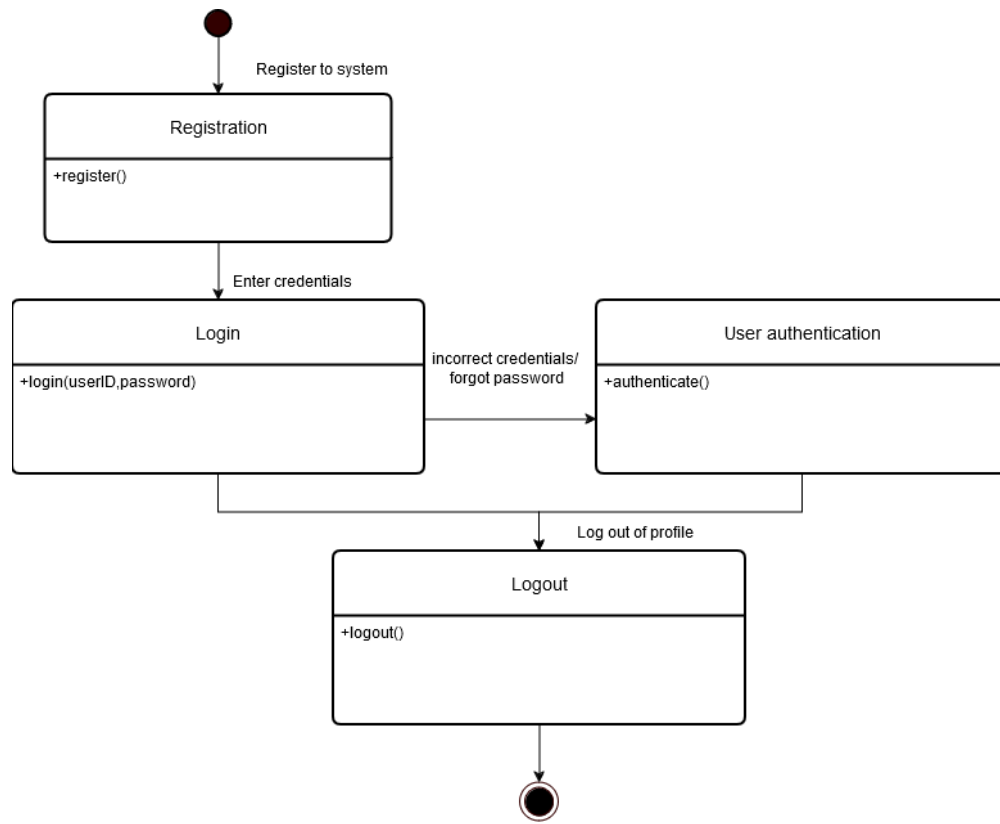 Register to system
Registration
+register()
Enter credentials
Login
+login(userID,password)
incorrect credentials/
forgot password
User authentication
+authenticate()
Log out of profile
Logout
+logout()